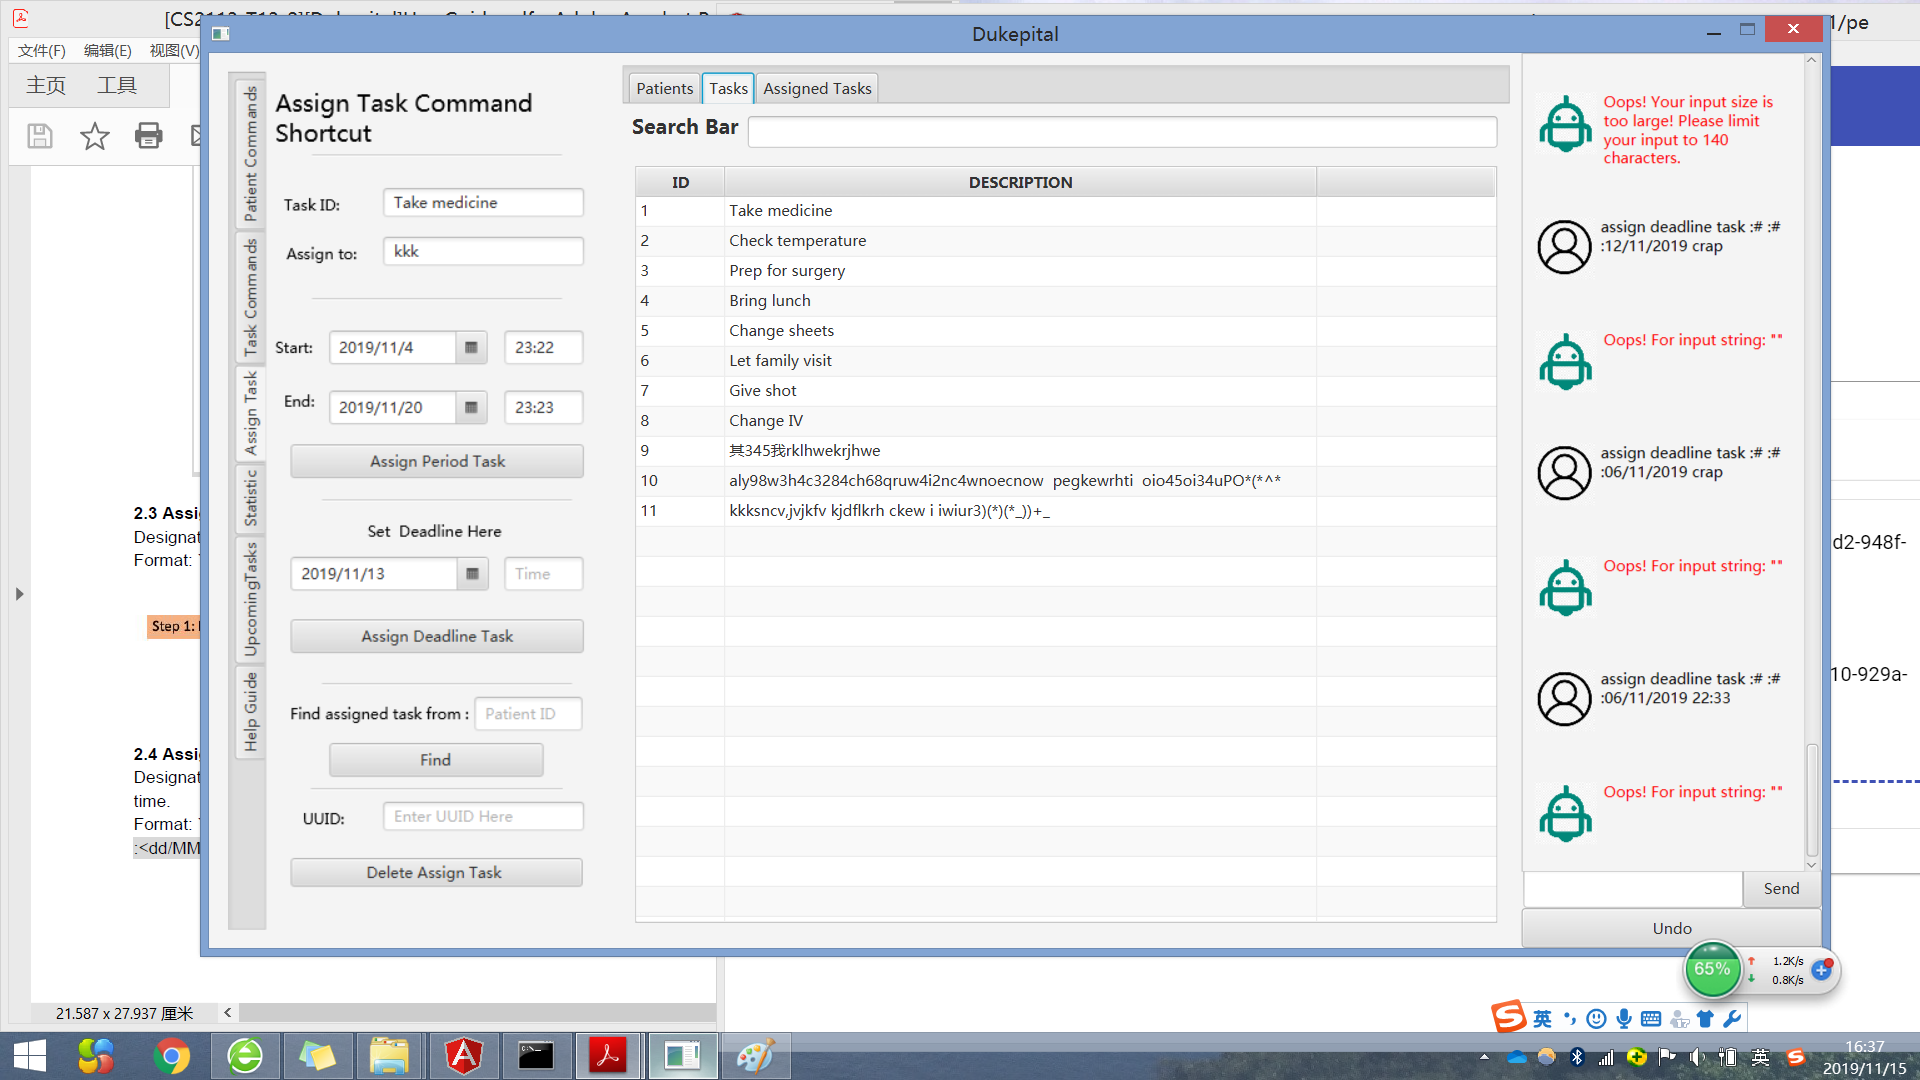 Dukepital
1/pe
文件(F) 编辑(E) 视图(V)
主页 工具
Patient Commands
Task Commands
Assign Task
Statistic
UpcomingTasks
Help Guide
Assign Task Command
Shortcut
Task ID: Take medicine
Assign to: kkk
Start: 2019/11/4 23:22
End: 2019/11/20 23:23
Assign Period Task
Set Deadline Here
2019/11/13 Time
Assign Deadline Task
Find assigned task from : Patient ID
Find
UUID: Enter UUID Here
Delete Assign Task
Patients Tasks Assigned Tasks
Search Bar
ID DESCRIPTION
1 Take medicine
2 Check temperature
3 Prep for surgery
4 Bring lunch
5 Change sheets
6 Let family visit
7 Give shot
8 Change IV
9 其345我rklhwekrjhwe
10 aly98w3h4c3284ch68qruw4i2nc4wnoecnow pegkewrhti oio45oi34uPO*(*^*
11 kkksncv,jvjkfv kjdflkrh ckew i iwiur3)(*)(*_))+_
Oops! Your input size is
too large! Please limit
your input to 140
characters.
assign deadline task :# :#
:12/11/2019 crap
Oops! For input string: ""
assign deadline task :# :#
:06/11/2019 crap
Oops! For input string: ""
assign deadline task :# :#
:06/11/2019 22:33
Oops! For input string: ""
Send
Undo
2.3 Assi
Designat
Format:
Step 1:
2.4 Assi
Designat
time.
Format:
:<dd/MM
d2-948f-
10-929a-
21.587 x 27.937 厘米
65% 1.2K/s
0.8K/s
英
英
16:37
2019/11/15